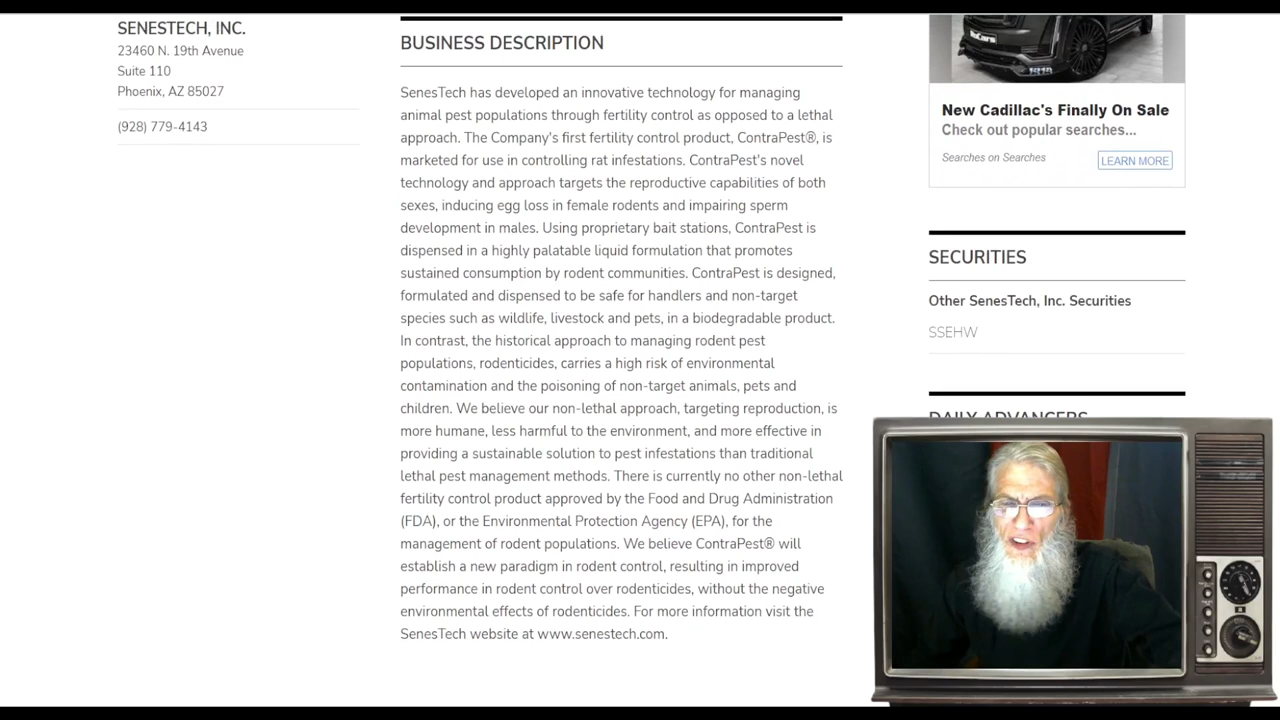 SENESTECH, INC.
23460 N. 19th Avenue
Suite 110
Phoenix, AZ 85027
(928) 779-4143
BUSINESS DESCRIPTION
SenesTech has developed an innovative technology for managing
animal pest populations through fertility control as opposed to a lethal
approach. The Company's first fertility control product, ContraPest®, is
marketed for use in controlling rat infestations. ContraPest's novel
technology and approach targets the reproductive capabilities of both
sexes, inducing egg loss in female rodents and impairing sperm
development in males. Using proprietary bait stations, ContraPest is
dispensed in a highly palatable liquid formulation that promotes
sustained consumption by rodent communities. ContraPest is designed,
formulated and dispensed to be safe for handlers and non-target
species such as wildlife, livestock and pets, in a biodegradable product.
In contrast, the historical approach to managing rodent pest
populations, rodenticides, carries a high risk of environmental
contamination and the poisoning of non-target animals, pets and
children. We believe our non-lethal approach, targeting reproduction, is
more humane, less harmful to the environment, and more effective in
providing a sustainable solution to pest infestations than traditional
lethal pest management methods. There is currently no other non-lethal
fertility control product approved by the Food and Drug Administration
(FDA), or the Environmental Protection Agency (EPA), for the
management of rodent populations. We believe ContraPest® will
establish a new paradigm in rodent control, resulting in improved
performance in rodent control over rodenticides, without the negative
environmental effects of rodenticides. For more information visit the
SenesTech website at www.senestech.com.
New Cadillac's Finally On Sale
Check out popular searches...
Searches on Searches
LEARN MORE
SECURITIES
Other SenesTech, Inc. Securities
SSEHW
DAILY ADVANCERS